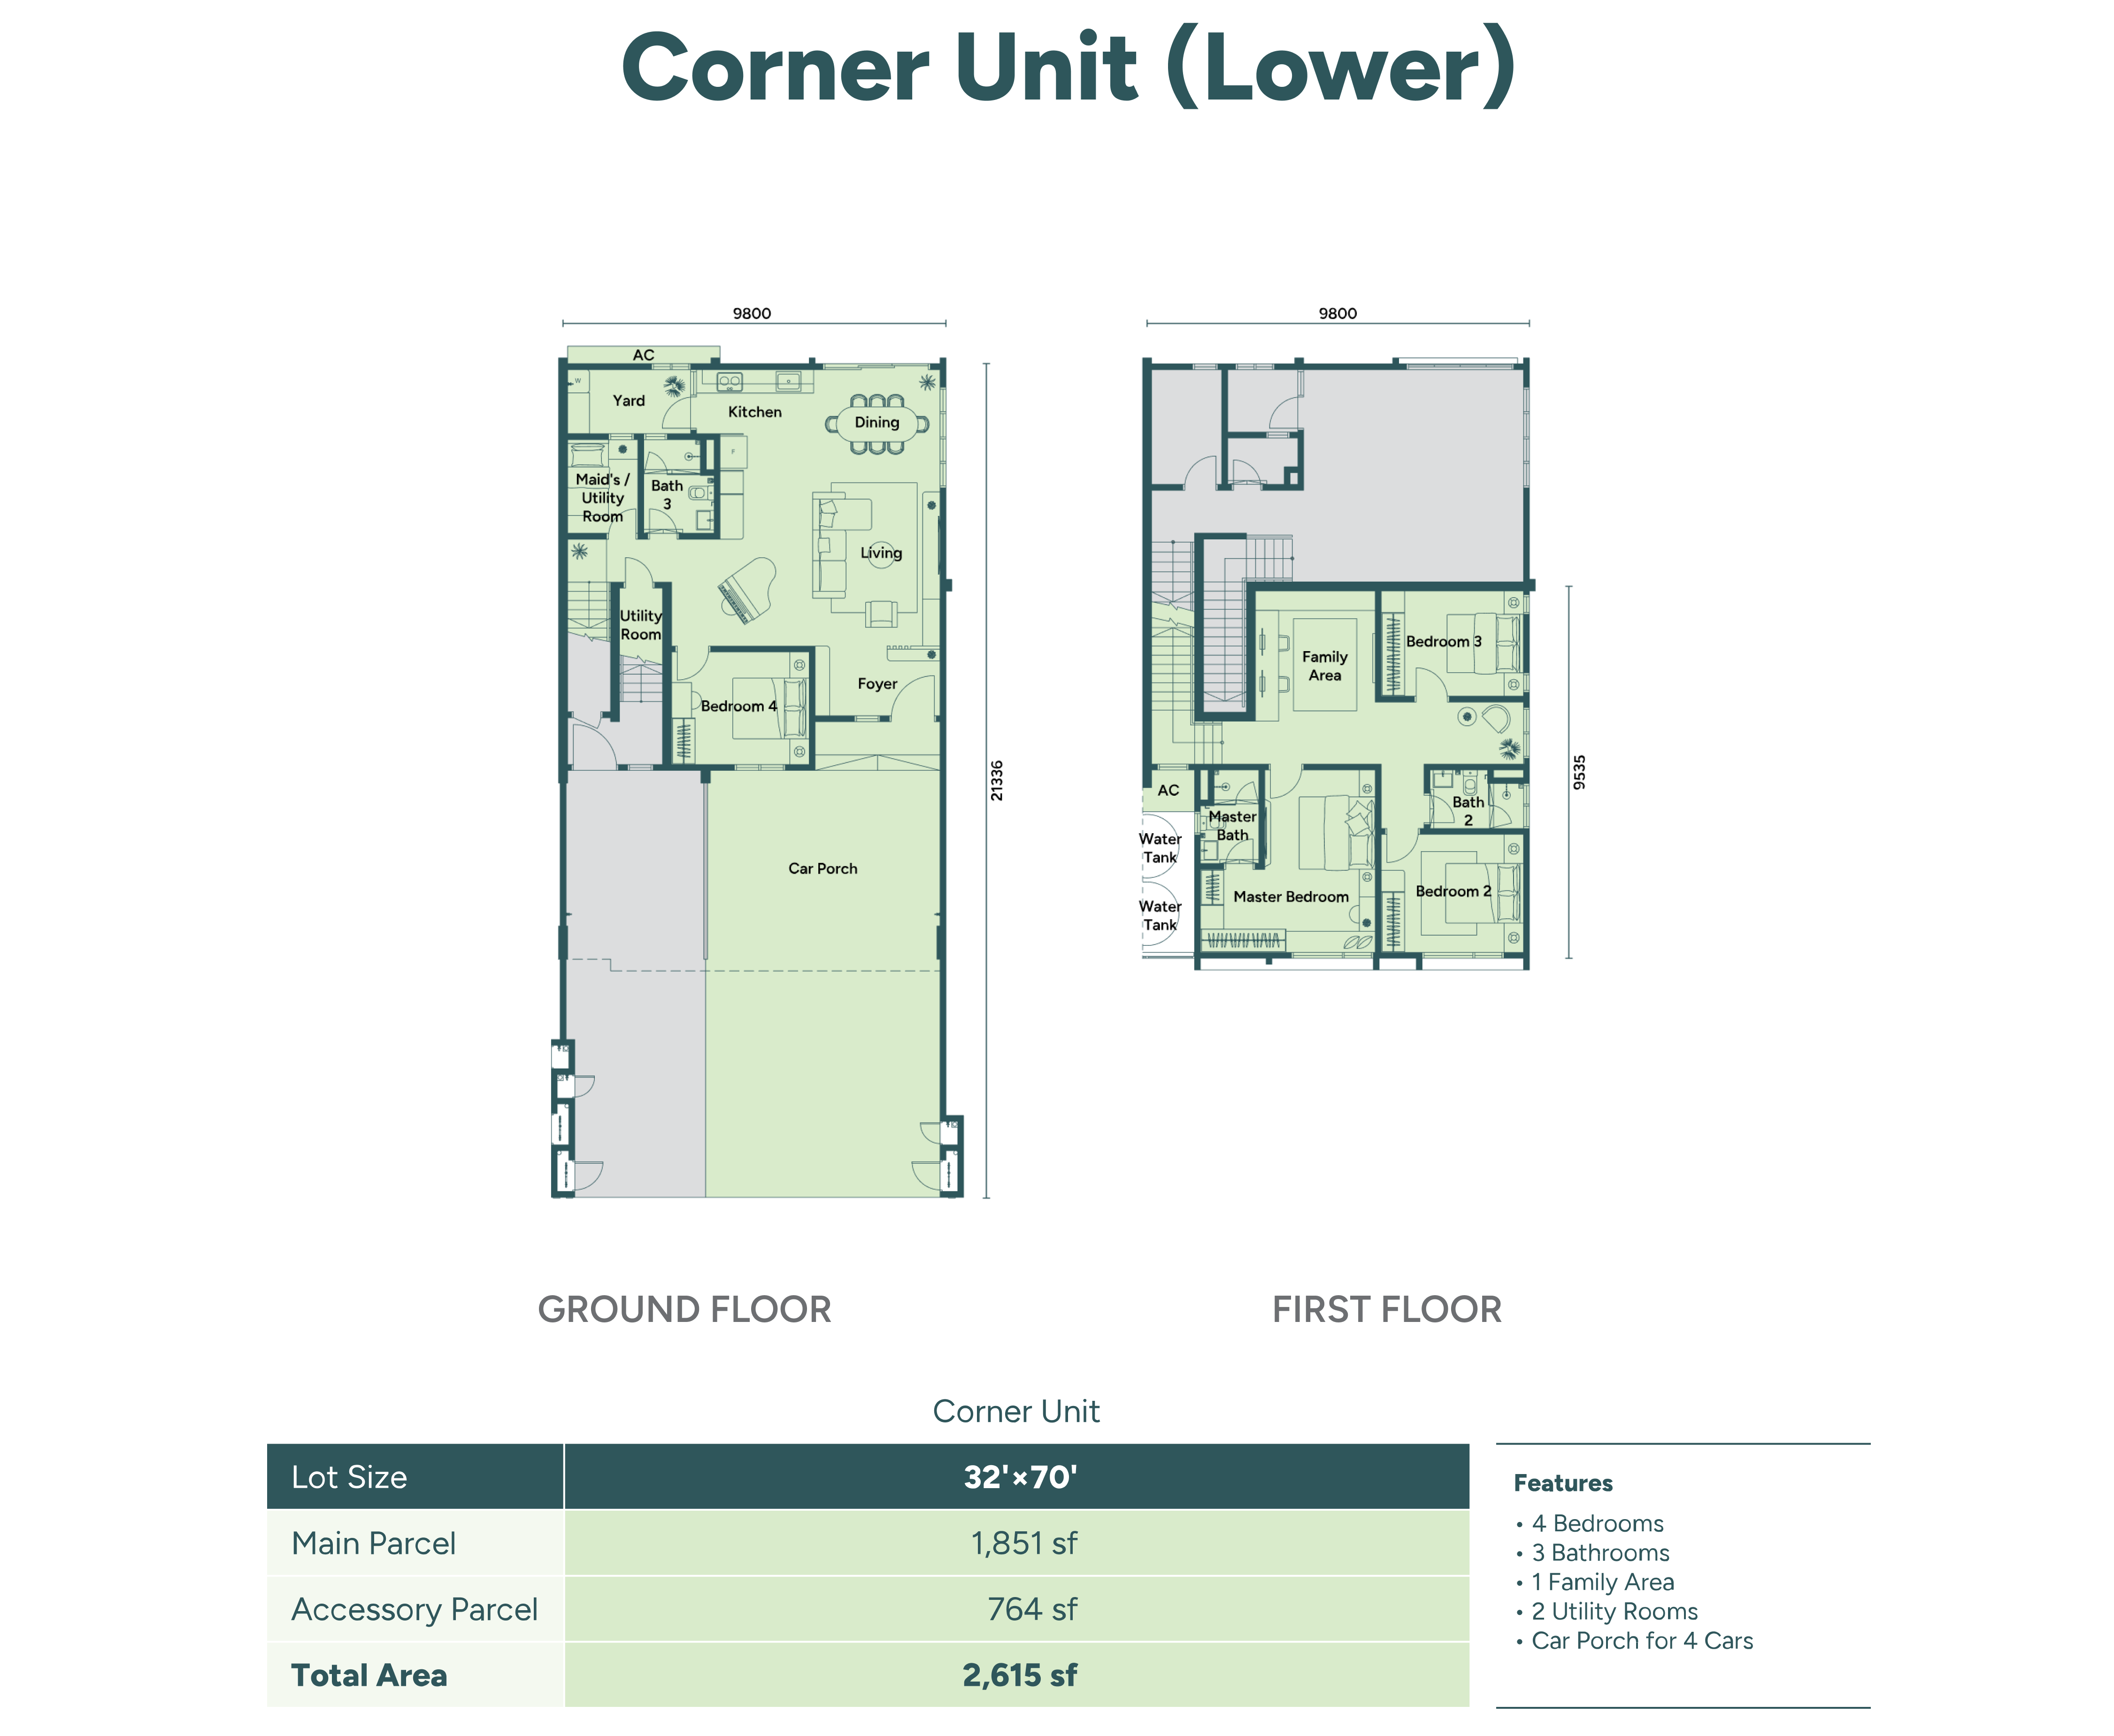 Corner Unit (Lower)
9800
9800
AC
W
Yard
Kitchen
Dining
F
Maid's /
Utility
Room
Bath
3
Living
Utility
Room
Foyer
Bedroom 4
21336
Car Porch
Family
Area
Bedroom 3
9535
AC
Bath
2
Master
Bath
Water
Tank
Master Bedroom
Bedroom 2
Water
Tank
GROUND FLOOR
FIRST FLOOR
Corner Unit
Lot Size
32'×70'
Main Parcel
1,851 sf
Accessory Parcel
764 sf
Total Area
2,615 sf
Features
• 4 Bedrooms
• 3 Bathrooms
• 1 Family Area
• 2 Utility Rooms
• Car Porch for 4 Cars